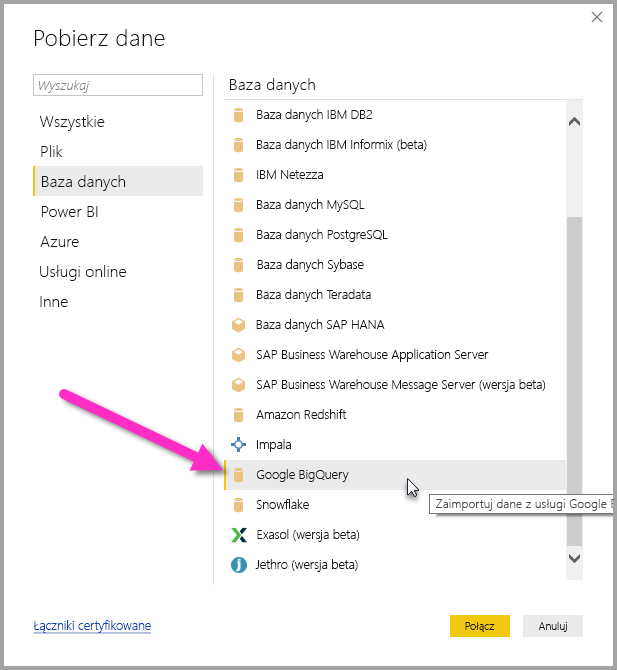 Pobierz dane
Wyszukaj
Wszystkie
Plik
Baza danych
Power BI
Azure
Usługi online
Inne
Baza danych
Baza danych IBM DB2
Baza danych IBM Informix (beta)
IBM Netezza
Baza danych MySQL
Baza danych PostgreSQL
Baza danych Sybase
Baza danych Teradata
Baza danych SAP HANA
SAP Business Warehouse Application Server
SAP Business Warehouse Message Server (wersja beta)
Amazon Redshift
Impala
Google BigQuery
Zaimportuj dane z usługi Google
Snowflake
Exasol (wersja beta)
Jethro (wersja beta)
Łączniki certyfikowane
Połącz
Anuluj